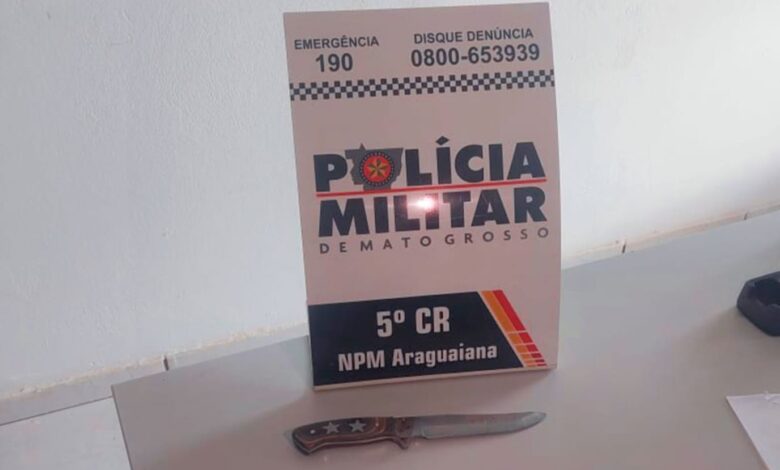 EMERGÊNCIA
190
DISQUE DENÚNCIA
0800-653939
POLÍCIA
MILITAR
DE MATO GROSSO
5º CR
NPM Araguaiana